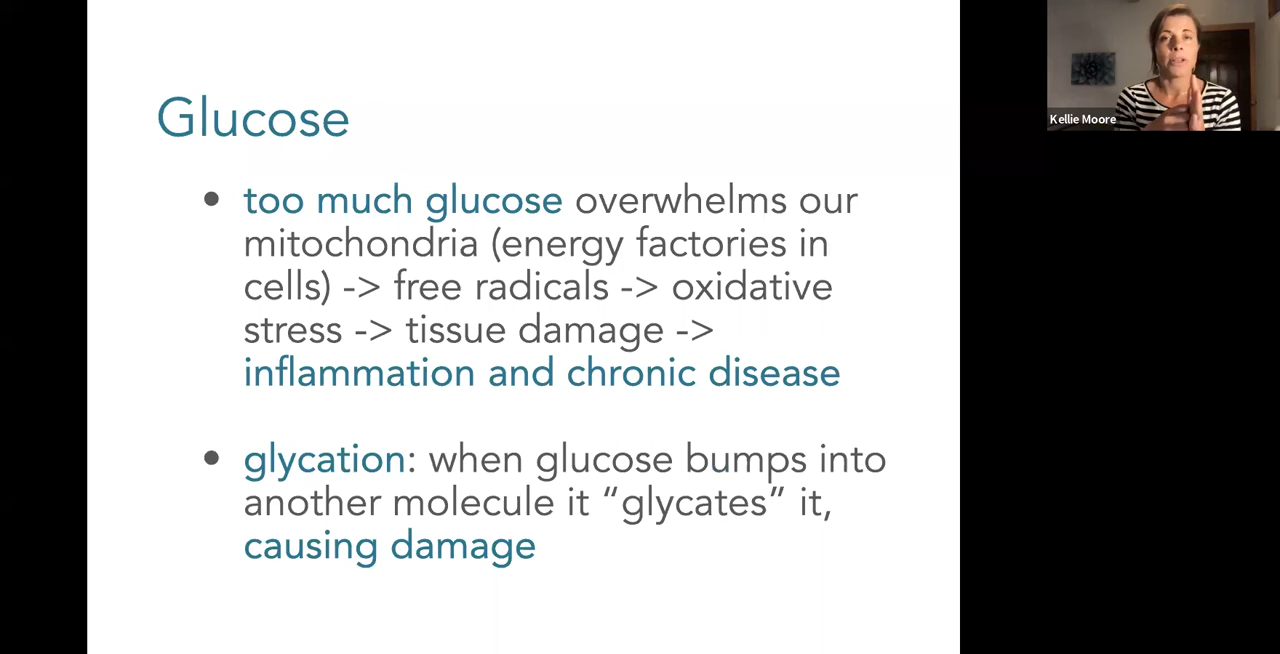 Glucose
• too much glucose overwhelms our
mitochondria (energy factories in
cells) -> free radicals -> oxidative
stress -> tissue damage ->
inflammation and chronic disease
• glycation: when glucose bumps into
another molecule it “glycates” it,
causing damage
Kellie Moore